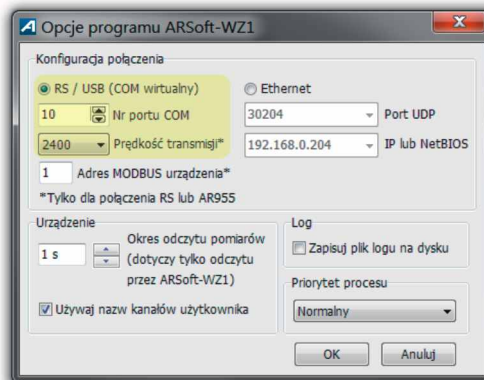 Opcje programu ARSoft-WZ1
Konfiguracja połączenia
RS / USB (COM wirtualny)
Ethernet
10 Nr portu COM
30204 Port UDP
2400 Prędkość transmisji*
192.168.0.204 IP lub NetBIOS
1 Adres MODBUS urządzenia*
*Tylko dla połączenia RS lub AR955
Urządzenie
1 s
Okres odczytu pomiarów
(dotyczy tylko odczytu
przez ARSoft-WZ1)
Używaj nazw kanałów użytkownika
Log
Zapisuj plik logu na dysku
Priorytet procesu
Normalny
OK
Anuluj